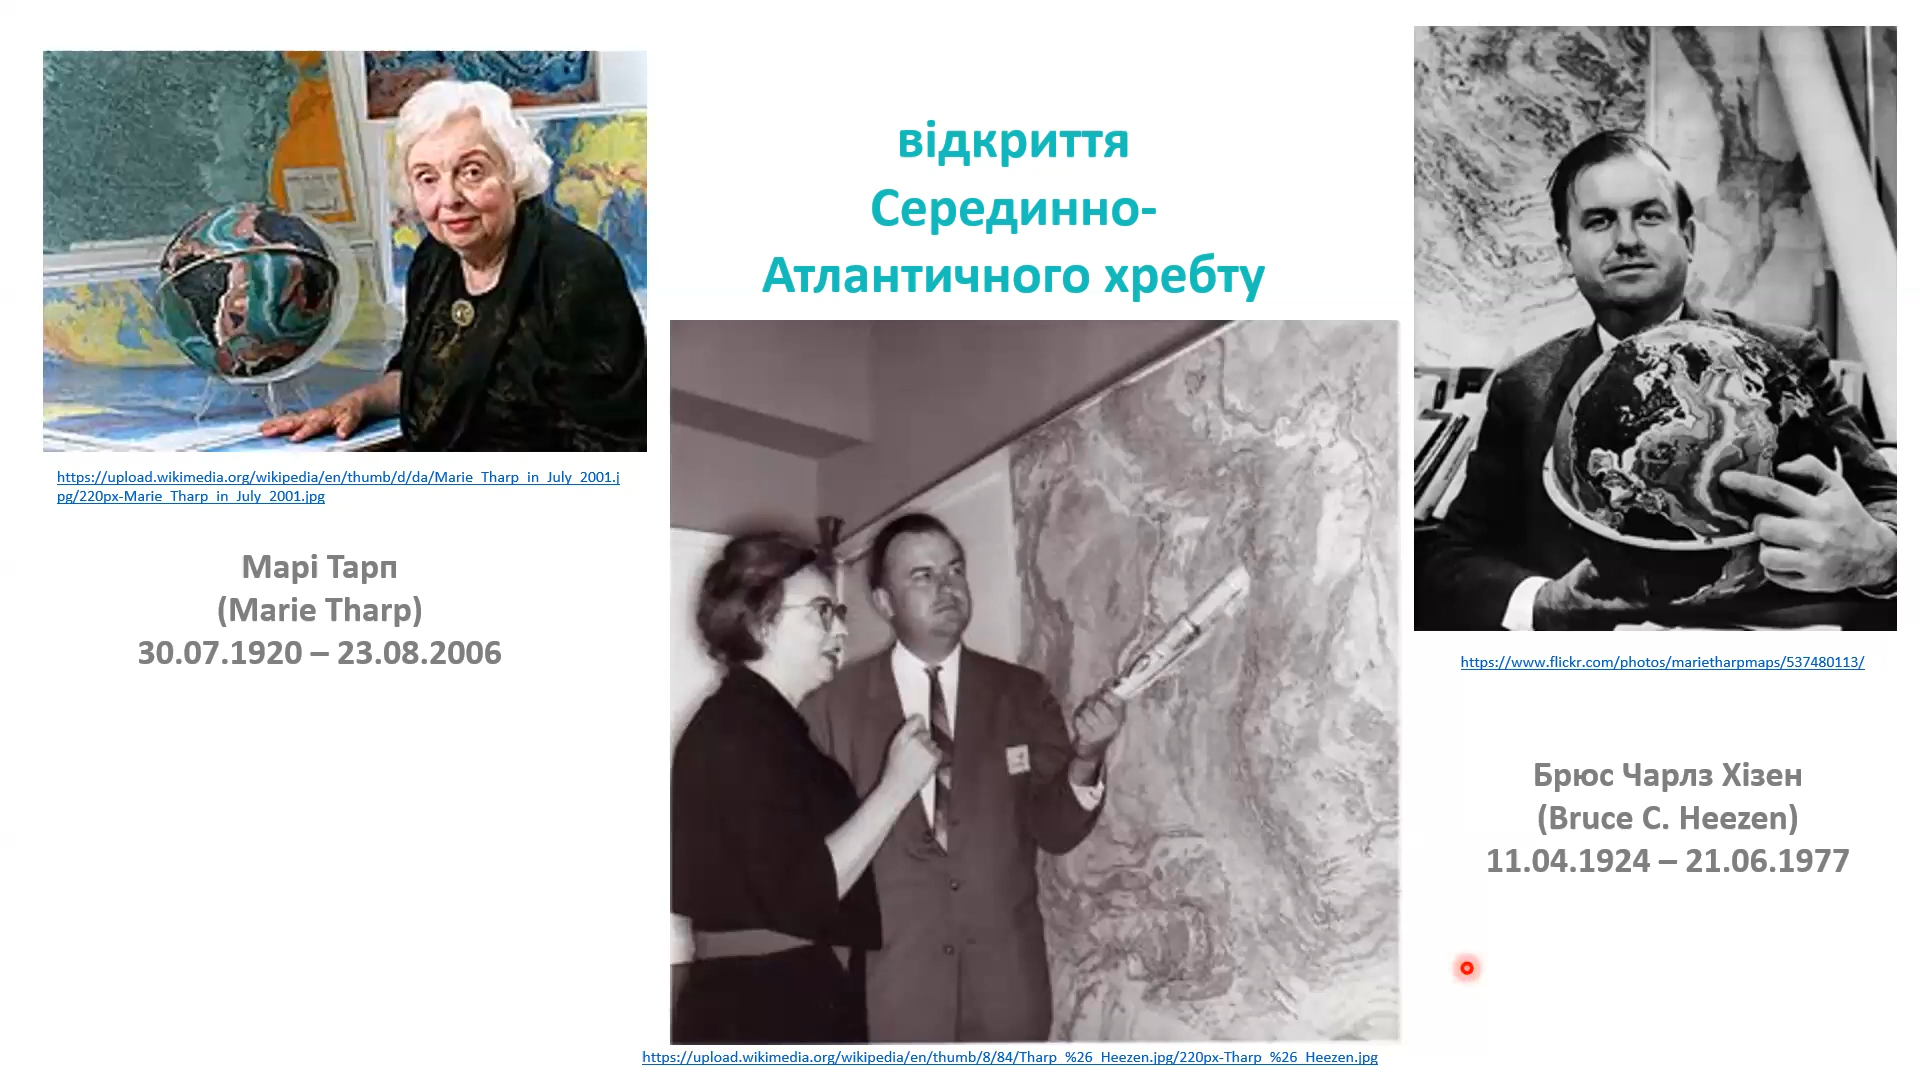 відкриття
Серединно-
Атлантичного хребту
https://upload.wikimedia.org/wikipedia/en/thumb/d/da/Marie_Tharp_in_July_2001.j
pg/220px-Marie_Tharp_in_July_2001.jpg
Марі Тарп
(Marie Tharp)
30.07.1920 – 23.08.2006
https://upload.wikimedia.org/wikipedia/en/thumb/8/84/Tharp_%26_Heezen.jpg/220px-Tharp_%26_Heezen.jpg
https://www.flickr.com/photos/marietharpmaps/537480113/
Брюс Чарлз Хізен
(Bruce C. Heezen)
11.04.1924 – 21.06.1977